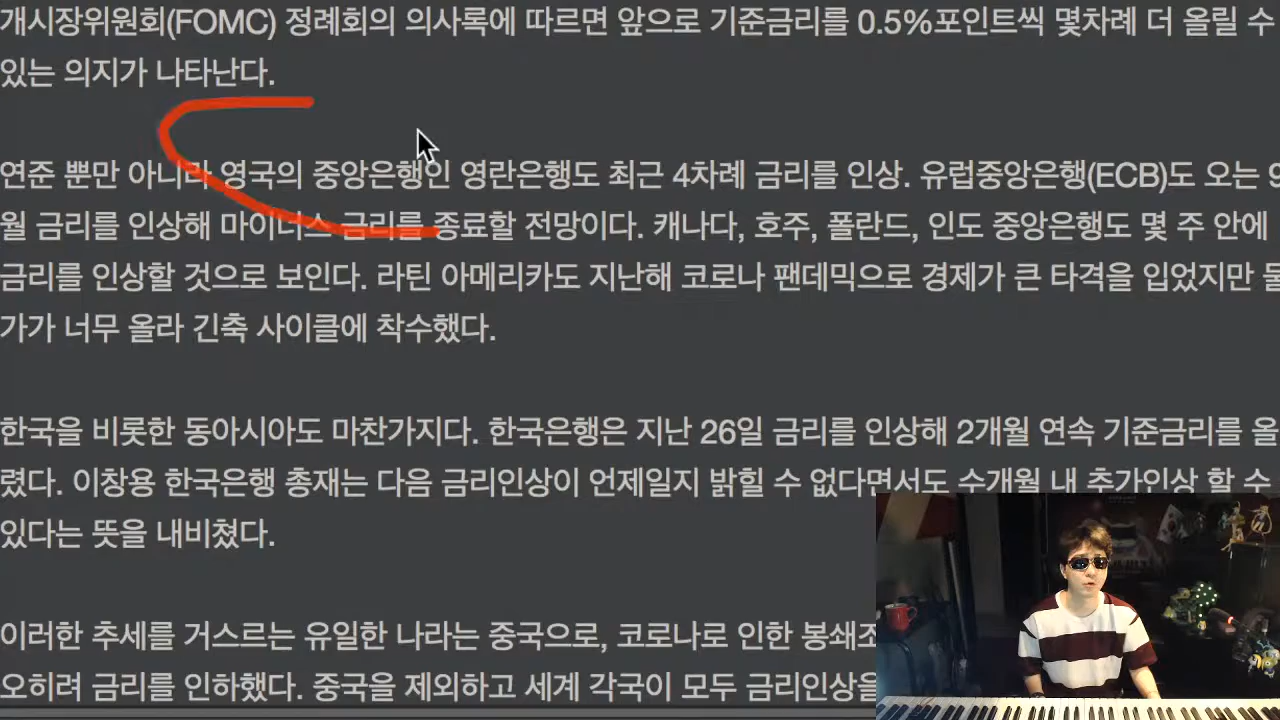 개시장위원회(FOMC) 정례회의 의사록에 따르면 앞으로 기준금리를 0.5%포인트씩 몇차례 더 올릴 수
있는 의지가 나타난다.
연준 뿐만 아니라 영국의 중앙은행인 영란은행도 최근 4차례 금리를 인상. 유럽중앙은행(ECB)도 오는 9
월 금리를 인상해 마이너스 금리를 종료할 전망이다. 캐나다, 호주, 폴란드, 인도 중앙은행도 몇 주 안에
금리를 인상할 것으로 보인다. 라틴 아메리카도 지난해 코로나 팬데믹으로 경제가 큰 타격을 입었지만 물
가가 너무 올라 긴축 사이클에 착수했다.
한국을 비롯한 동아시아도 마찬가지다. 한국은행은 지난 26일 금리를 인상해 2개월 연속 기준금리를 올
렸다. 이창용 한국은행 총재는 다음 금리인상이 언제일지 밝힐 수 없다면서도 수개월 내 추가인상 할 수
있다는 뜻을 내비쳤다.
이러한 추세를 거스르는 유일한 나라는 중국으로, 코로나로 인한
오히려 금리를 인하했다. 중국을 제외하고 세계 각국이 모두 금리인상을